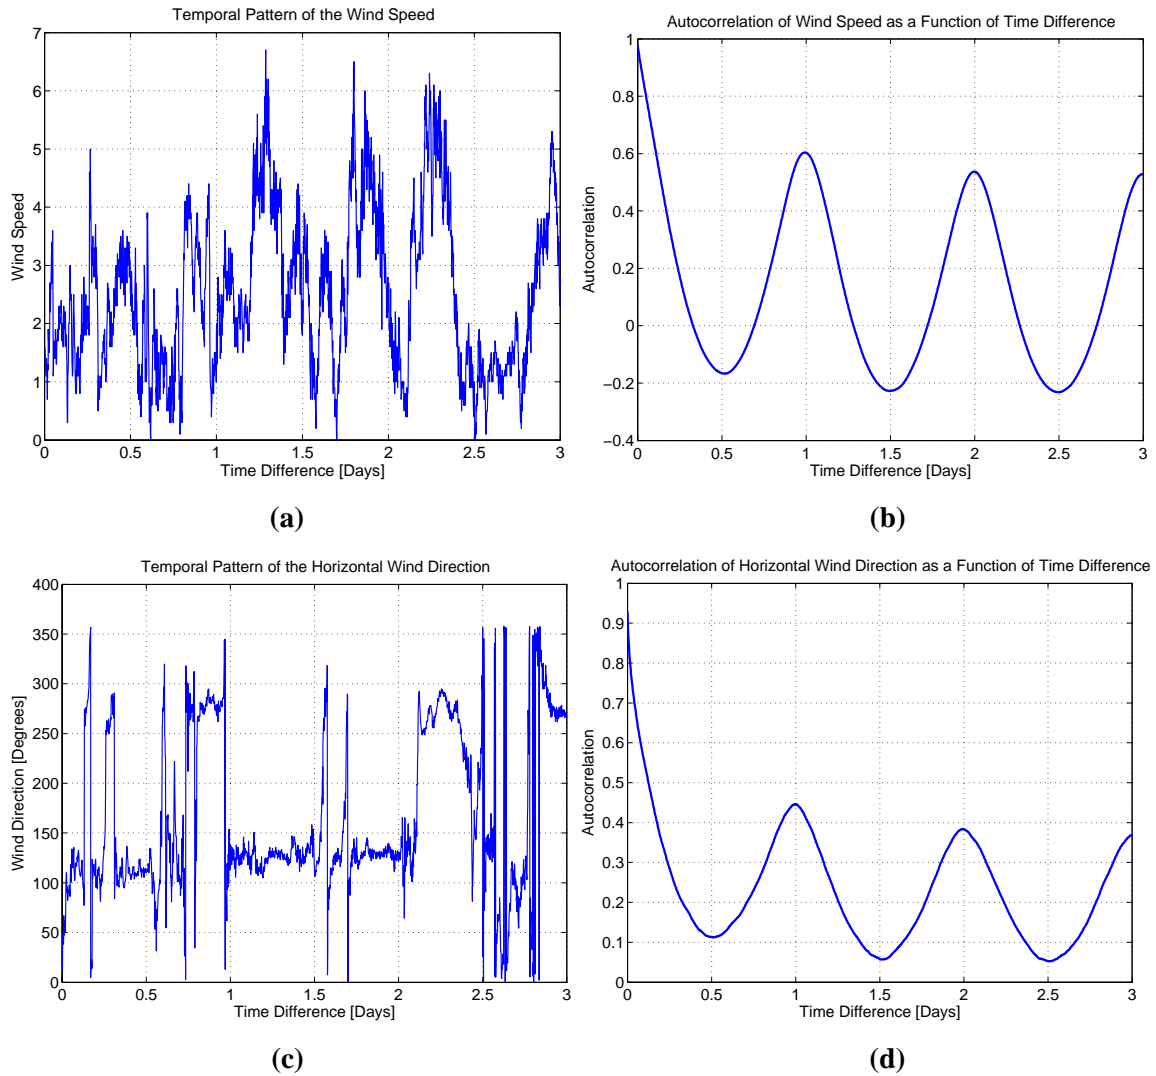 Temporal Pattern of the Wind Speed
7
6
5
4
3
2
1
0
Wind Speed
0 0.5 1 1.5 2 2.5 3
Time Difference [Days]
(a)
Autocorrelation of Wind Speed as a Function of Time Difference
1
0.8
0.6
0.4
0.2
0
−0.2
−0.4
Autocorrelation
0 0.5 1 1.5 2 2.5 3
Time Difference [Days]
(b)
Temporal Pattern of the Horizontal Wind Direction
400
350
300
250
200
150
100
50
0
Wind Direction [Degrees]
0 0.5 1 1.5 2 2.5 3
Time Difference [Days]
(c)
Autocorrelation of Horizontal Wind Direction as a Function of Time Difference
1
0.9
0.8
0.7
0.6
0.5
0.4
0.3
0.2
0.1
0
Autocorrelation
0 0.5 1 1.5 2 2.5 3
Time Difference [Days]
(d)